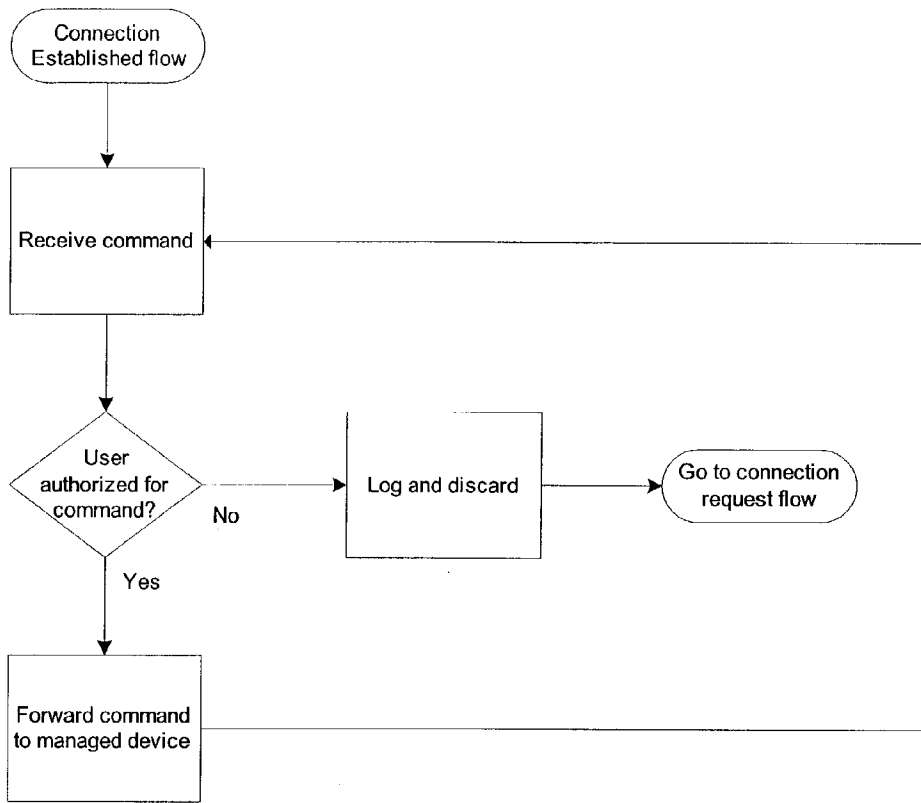 Connection
Established flow
Receive command
User
authorized for
command?
No
Log and discard
Go to connection
request flow
Yes
Forward command
to managed device